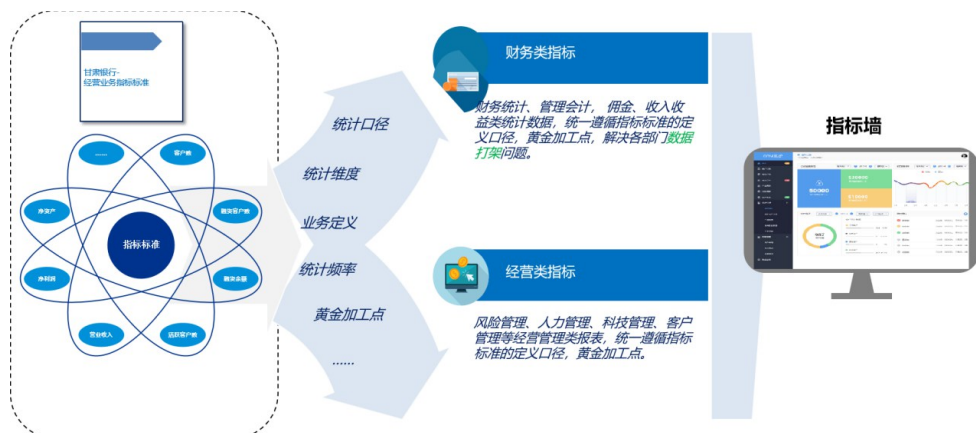 甘肃银行-
经营业务指标标准
......
客户数
净资产
融资客户数
指标标准
净利润
融资余额
营业收入
活跃客户数
统计口径
统计维度
业务定义
统计频率
黄金加工点
......
财务类指标
财务统计、管理会计， 佣金、收入收
益类统计数据，统一遵循指标标准的定
义口径，黄金加工点，解决各部门数据
打架问题。
经营类指标
风险管理、人力管理、科技管理、客户
管理等经营管理类报表，统一遵循指标
标准的定义口径，黄金加工点。
指标墙